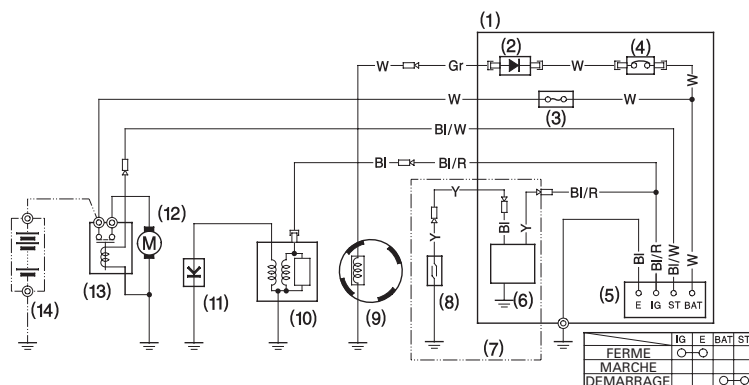 (1)
(2)
(4)
W
Gr
W
W
W
(3)
W
Bl/W
Bl
Bl/R
Y
Bl/R
Y
Bl
Y
Bl
Bl/R
Bl/W
W
(5)
E IG ST BAT
(12)
M
(13)
(14)
(11)
(10)
(9)
(8)
(6)
(7)
IG E BAT ST
FERME
MARCHE
DEMARRAGE